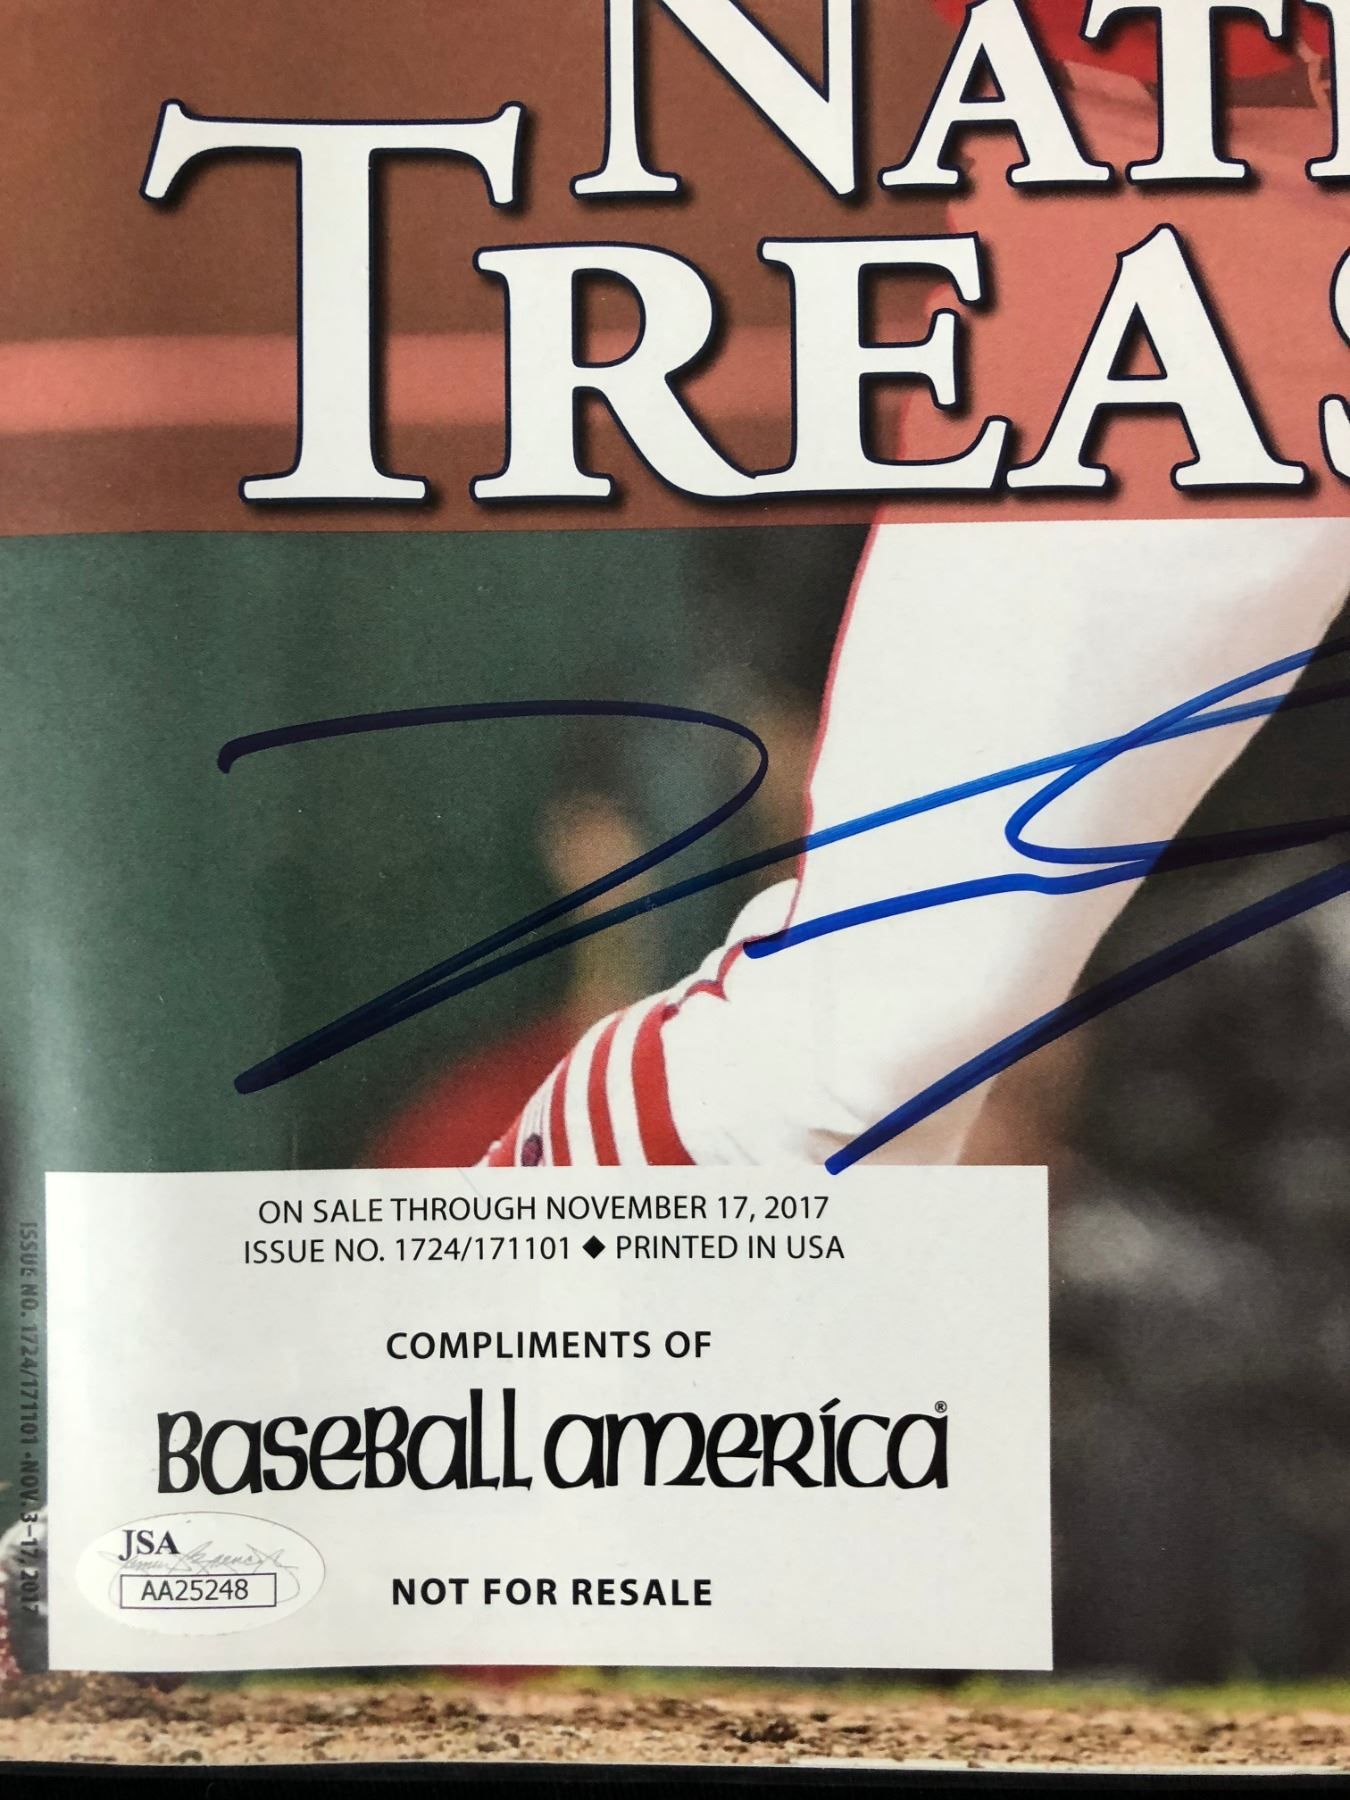 NAT
TREAS
ON SALE THROUGH NOVEMBER 17, 2017
ISSUE NO. 1724/171101 ◆ PRINTED IN USA
COMPLIMENTS OF
BaseBall america®
NOT FOR RESALE
JSA
AA25248
ISSUE NO. 1724/171101 • NOV. 3–17, 2017